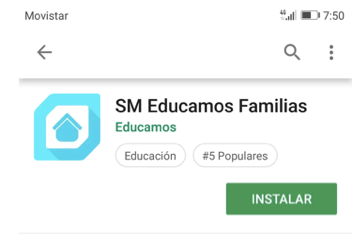 Movistar 7:50
SM Educamos Familias
Educamos
Educación #5 Populares
INSTALAR